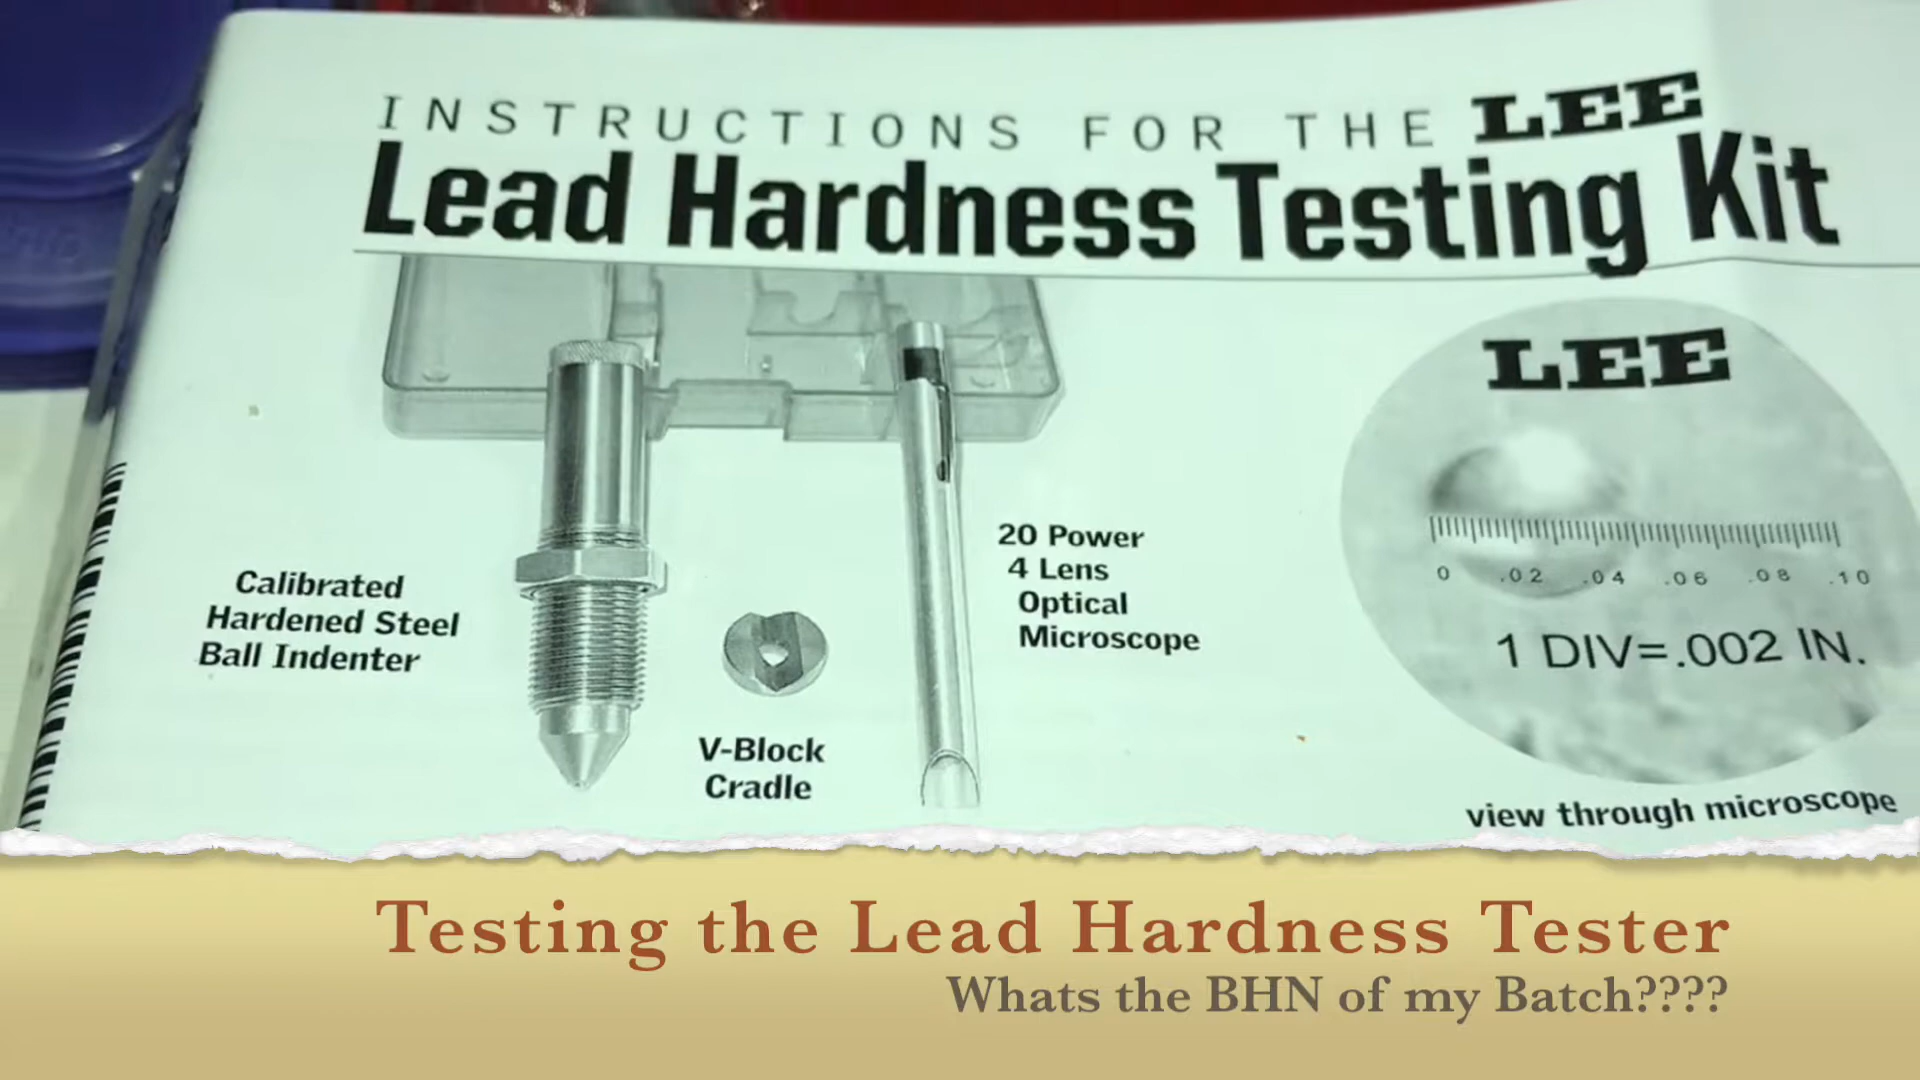 INSTRUCTIONS FOR THE LEE
Lead Hardness Testing Kit
Calibrated
Hardened Steel
Ball Indenter
V-Block
Cradle
20 Power
4 Lens
Optical
Microscope
LEE
0 .02 .04 .06 .08 .10
1 DIV=.002 IN.
view through microscope
Testing the Lead Hardness Tester
Whats the BHN of my Batch????